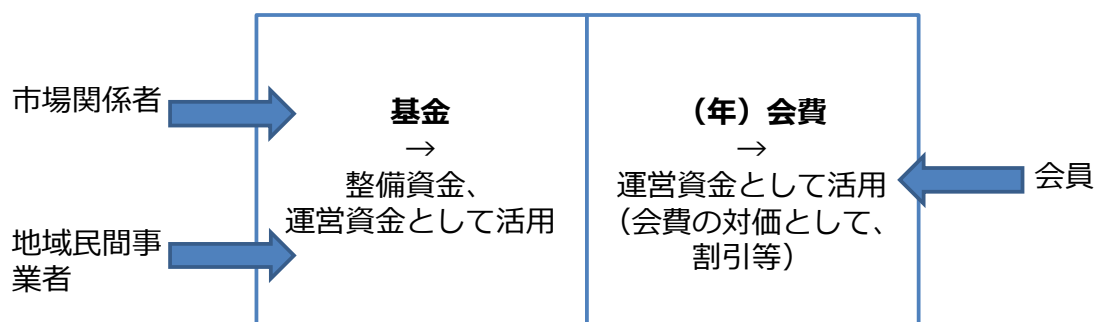 市場関係者
地域民間事
業者
基金
→
整備資金、
運営資金として活用
（年）会費
→
運営資金として活用
（会費の対価として、
割引等）
会員